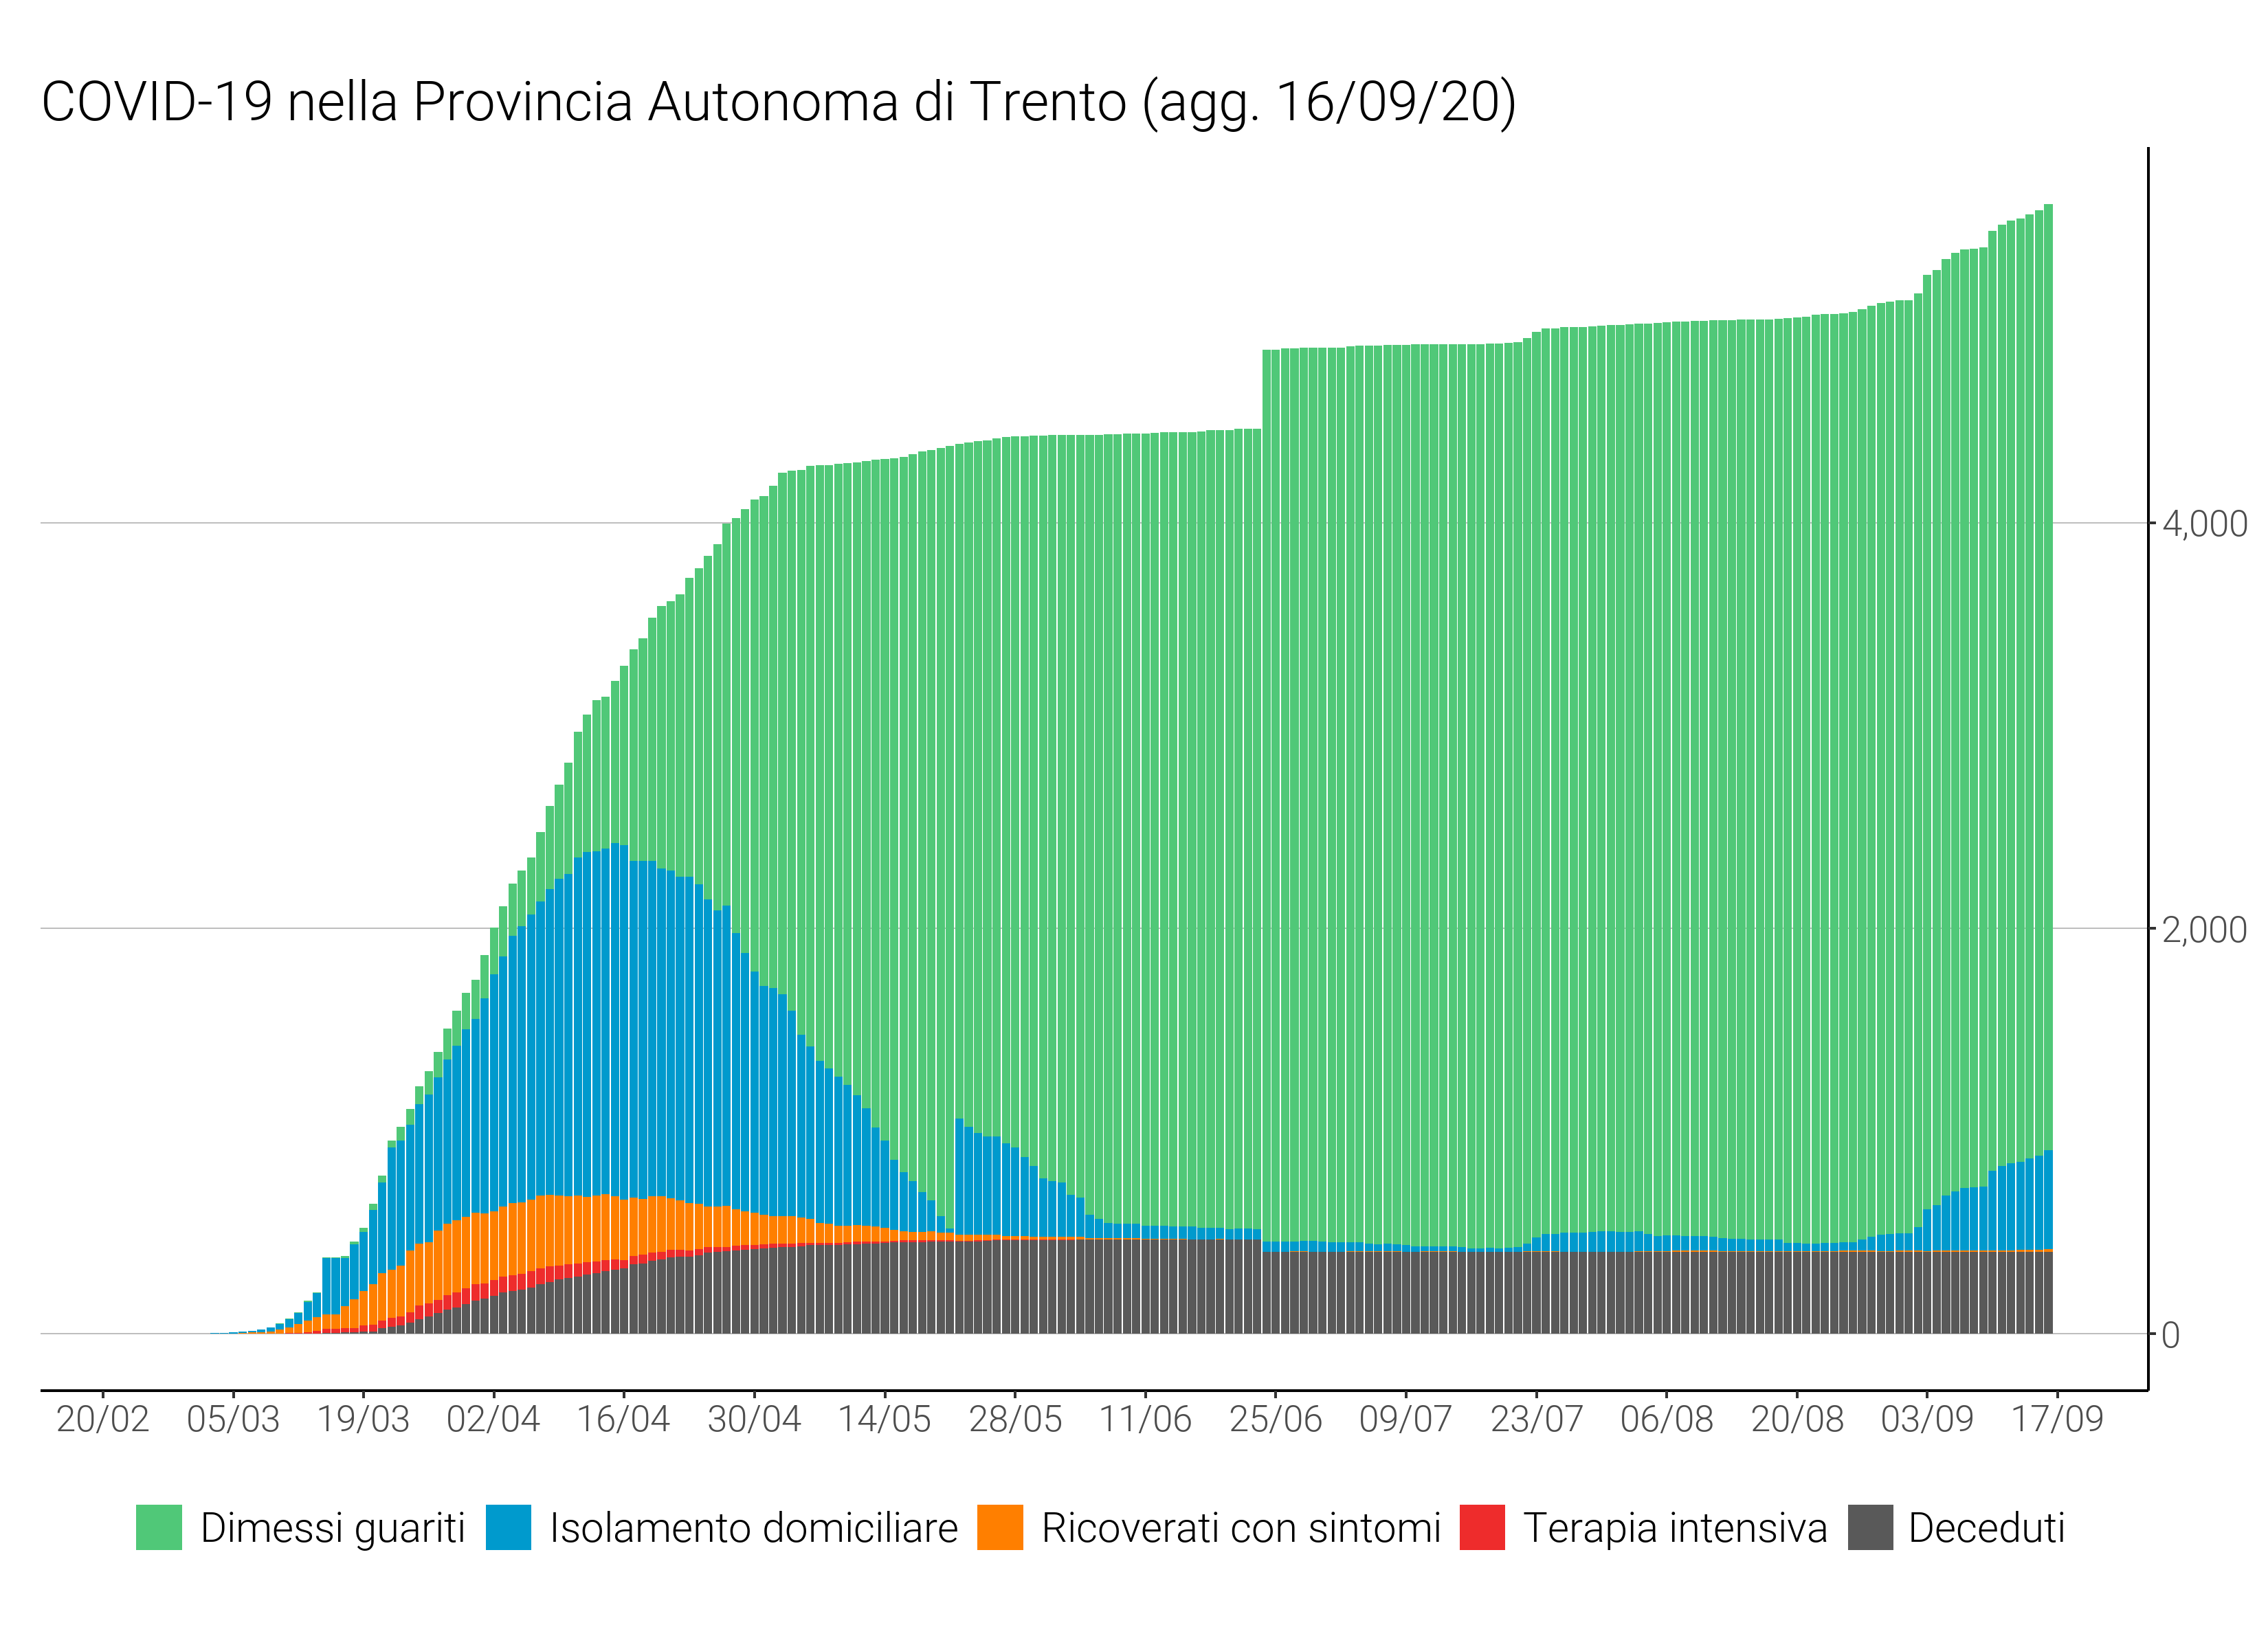 COVID-19 nella Provincia Autonoma di Trento (agg. 16/09/20)
4,000
2,000
0
20/02 05/03 19/03 02/04 16/04 30/04 14/05 28/05 11/06 25/06 09/07 23/07 06/08 20/08 03/09 17/09
Dimessi guariti Isolamento domiciliare Ricoverati con sintomi Terapia intensiva Deceduti